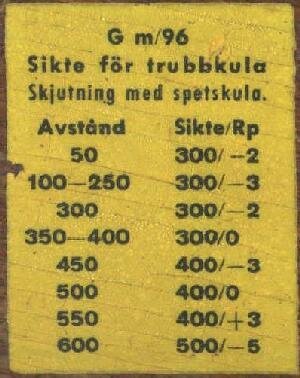 G m/96
Sikte för trubbkula
Skjutning med spetskula.
Avstånd Sikte/Rp
50 300/−2
100−250 300/−3
300 300/−2
350−400 300/0
450 400/−3
500 400/0
550 400/+3
600 500/−5